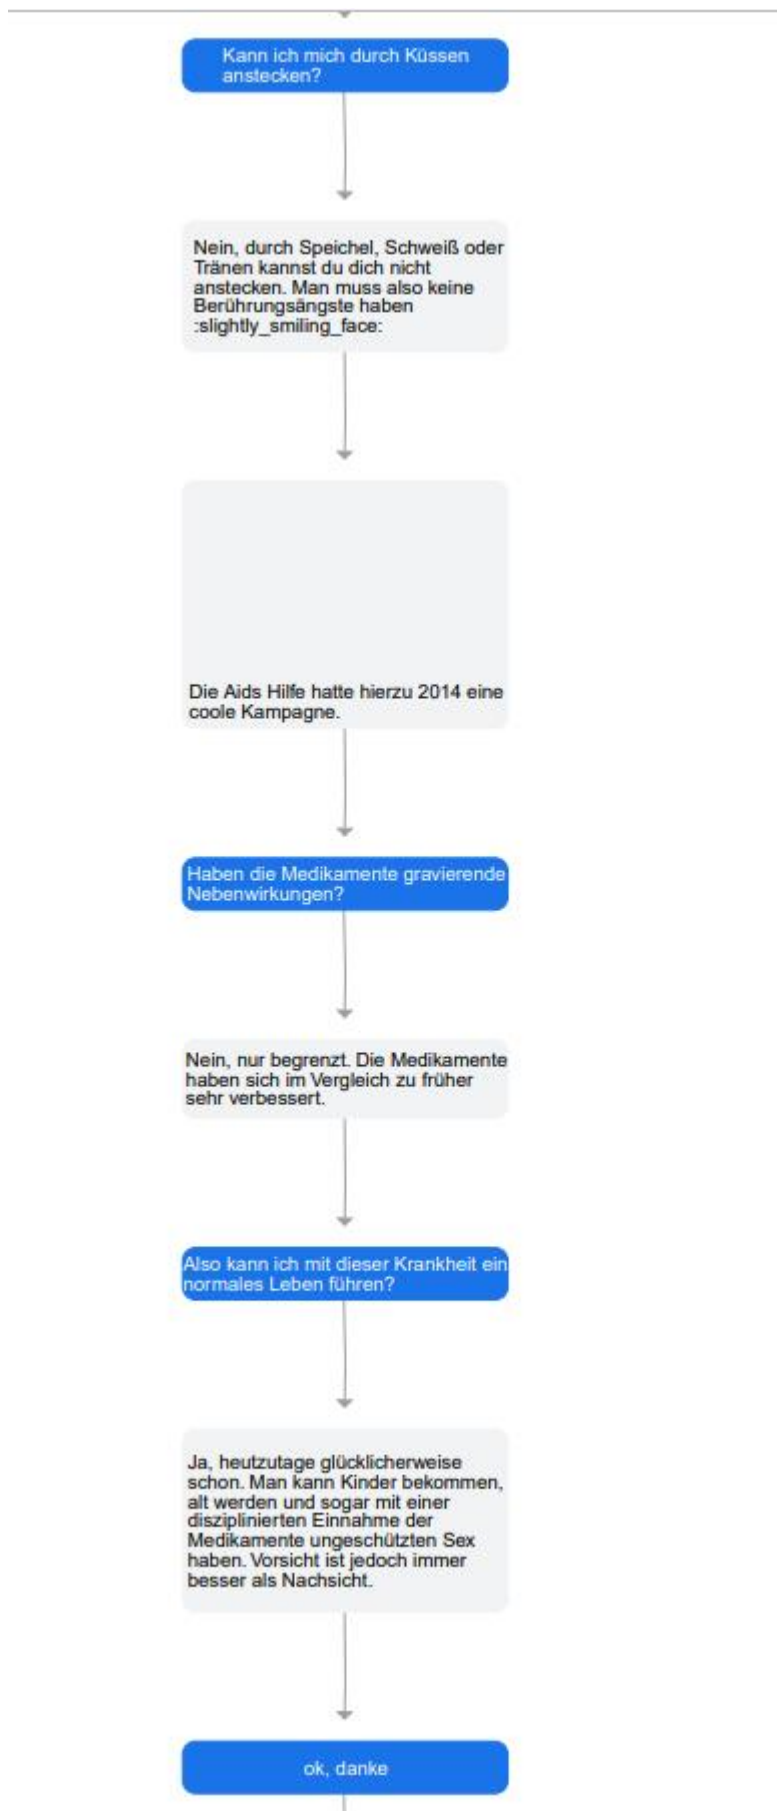 Kann ich mich durch Küssen
anstecken?
Nein, durch Speichel, Schweiß oder
Tränen kannst du dich nicht
anstecken. Man muss also keine
Berührungsängste haben
:slightly_smiling_face:
Die Aids Hilfe hatte hierzu 2014 eine
coole Kampagne.
Haben die Medikamente gravierende
Nebenwirkungen?
Nein, nur begrenzt. Die Medikamente
haben sich im Vergleich zu früher
sehr verbessert.
Also kann ich mit dieser Krankheit ein
normales Leben führen?
Ja, heutzutage glücklicherweise
schon. Man kann Kinder bekommen,
alt werden und sogar mit einer
disziplinierten Einnahme der
Medikamente ungeschützten Sex
haben. Vorsicht ist jedoch immer
besser als Nachsicht.
ok, danke